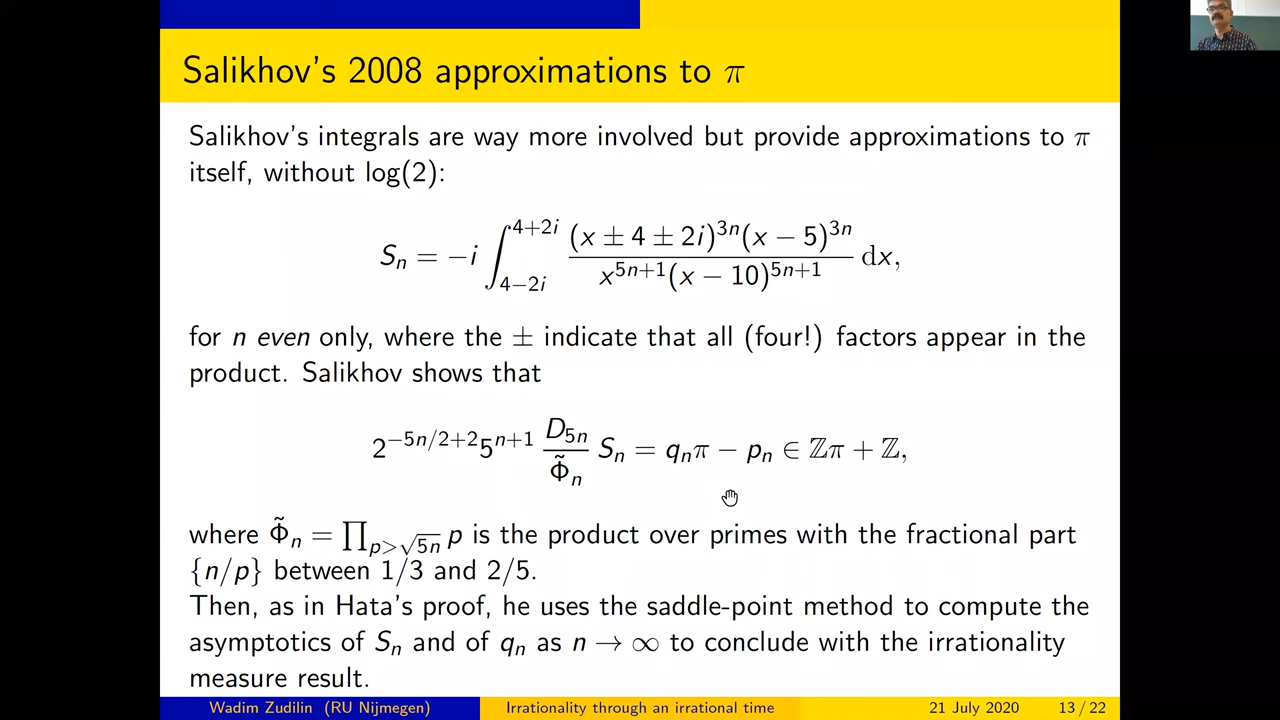 Salikhov's 2008 approximations to π
Salikhov's integrals are way more involved but provide approximations to π
itself, without log(2):
S_n = −i ∫_{4−2i}^{4+2i} (x ± 4 ± 2i)^{3n}(x − 5)^{3n} / x^{5n+1}(x − 10)^{5n+1} dx,
for n even only, where the ± indicate that all (four!) factors appear in the
product. Salikhov shows that
2^{−5n/2+2}5^{n+1} D_{5n} / Φ̃_n S_n = q_nπ − p_n ∈ ℤπ + ℤ,
where Φ̃_n = ∏_{p>√5n} p is the product over primes with the fractional part
{n/p} between 1/3 and 2/5.
Then, as in Hata's proof, he uses the saddle-point method to compute the
asymptotics of S_n and of q_n as n → ∞ to conclude with the irrationality
measure result.
Wadim Zudilin (RU Nijmegen) Irrationality through an irrational time 21 July 2020 13 / 22